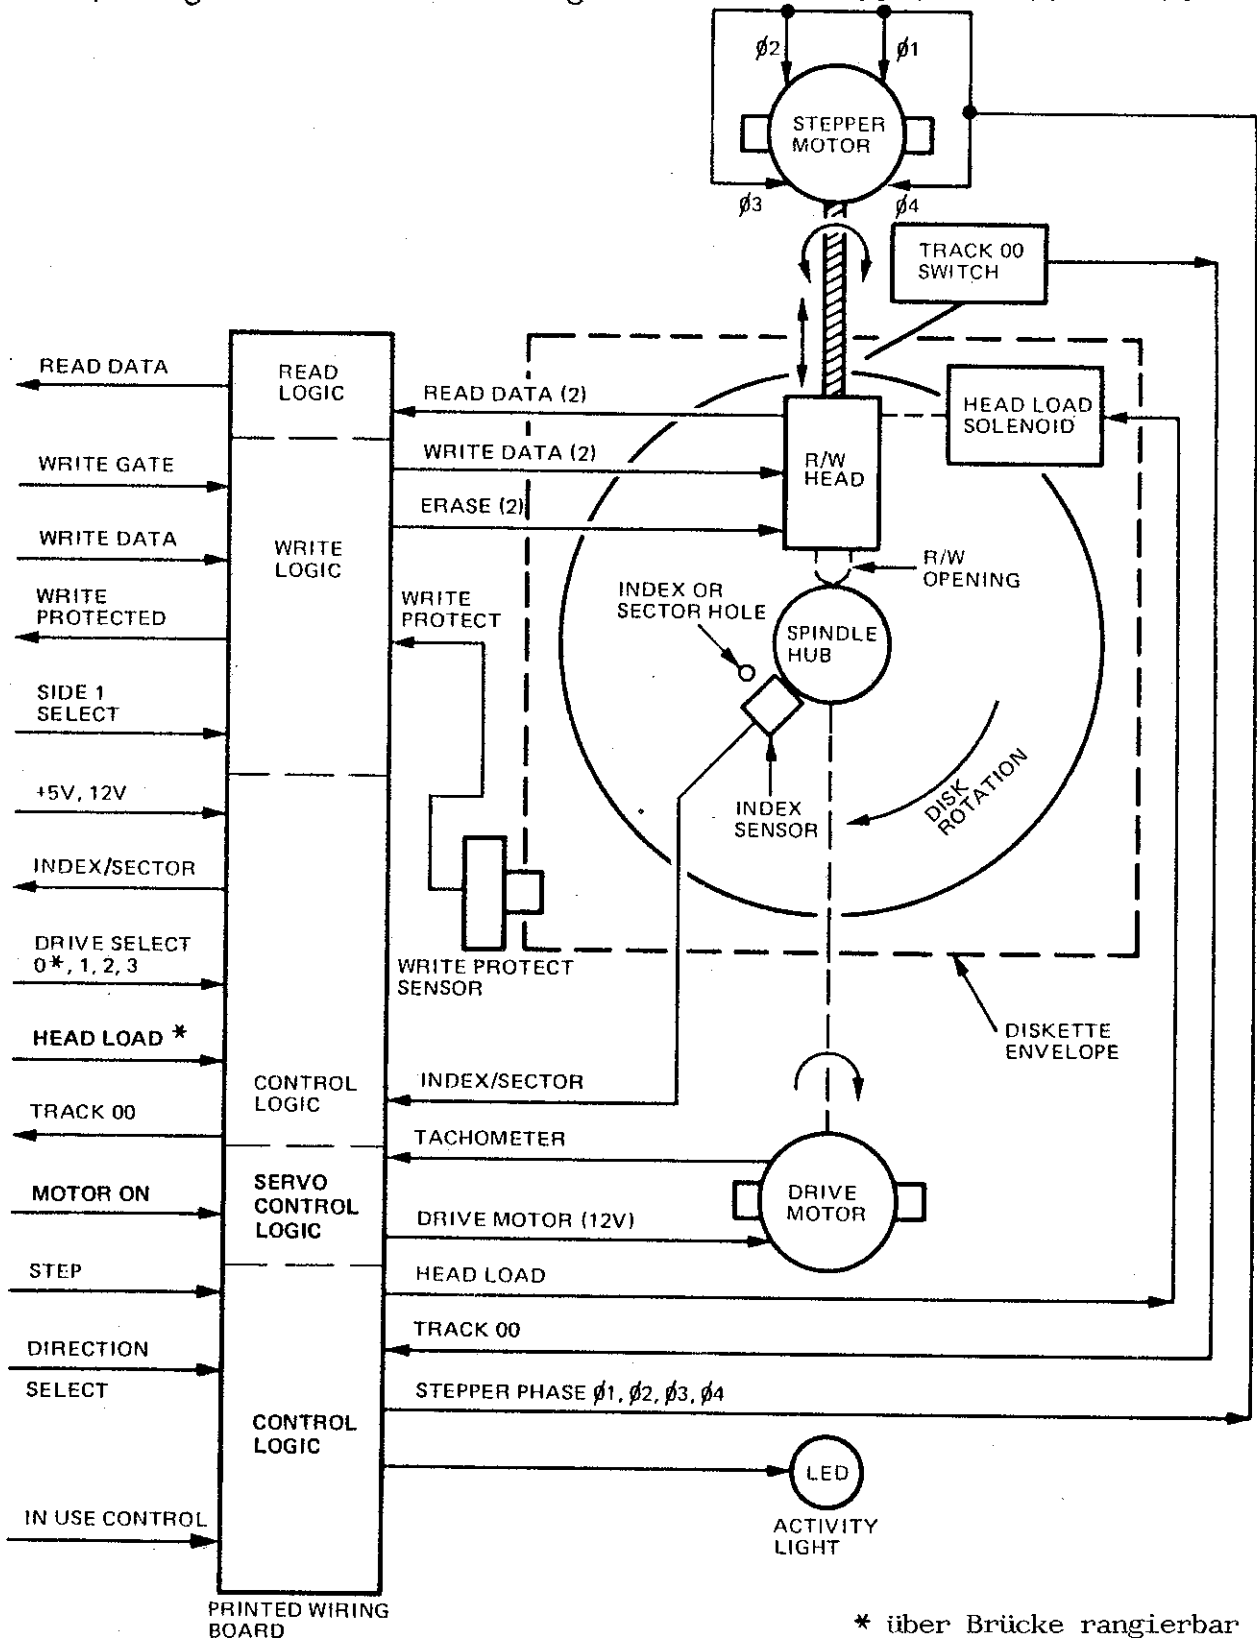 ø2
ø1
STEPPER
MOTOR
ø3
ø4
TRACK 00
SWITCH
READ DATA
READ
LOGIC
READ DATA (2)
HEAD LOAD
SOLENOID
WRITE GATE
WRITE DATA (2)
R/W
HEAD
ERASE (2)
WRITE DATA
WRITE
LOGIC
R/W
OPENING
WRITE
PROTECTED
WRITE
PROTECT
INDEX OR
SECTOR HOLE
SPINDLE
HUB
SIDE 1
SELECT
+5V, 12V
INDEX
SENSOR
DISK
ROTATION
INDEX/SECTOR
DRIVE SELECT
0*, 1, 2, 3
WRITE PROTECT
SENSOR
HEAD LOAD *
DISKETTE
ENVELOPE
CONTROL
LOGIC
INDEX/SECTOR
TRACK 00
TACHOMETER
MOTOR ON
SERVO
CONTROL
LOGIC
DRIVE MOTOR (12V)
DRIVE
MOTOR
STEP
HEAD LOAD
DIRECTION
SELECT
TRACK 00
STEPPER PHASE ø1, ø2, ø3, ø4
CONTROL
LOGIC
LED
ACTIVITY
LIGHT
IN USE CONTROL
PRINTED WIRING
BOARD
* über Brücke rangierbar